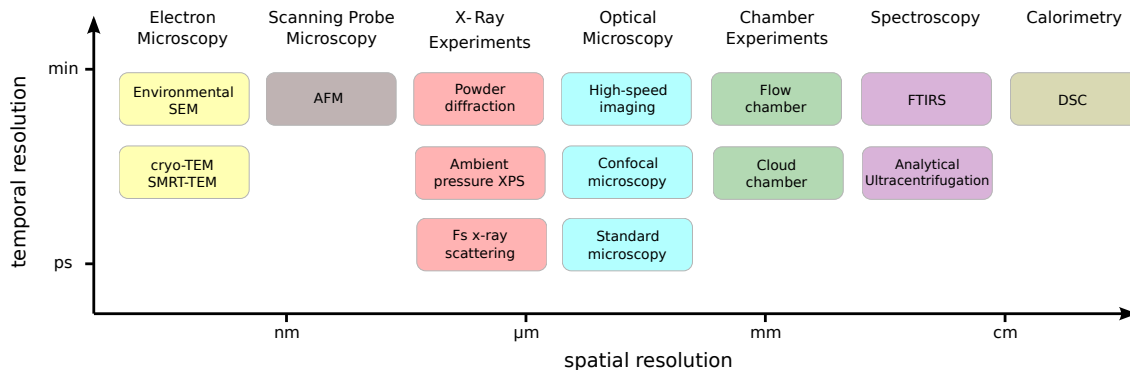 Electron
Microscopy
Scanning Probe
Microscopy
X-Ray
Experiments
Optical
Microscopy
Chamber
Experiments
Spectroscopy
Calorimetry
temporal resolution
min
ps
Environmental
SEM
AFM
Powder
diffraction
High-speed
imaging
Flow
chamber
FTIRS
DSC
cryo-TEM
SMRT-TEM
Ambient
pressure XPS
Confocal
microscopy
Cloud
chamber
Analytical
Ultracentrifugation
Fs x-ray
scattering
Standard
microscopy
nm
µm
mm
cm
spatial resolution